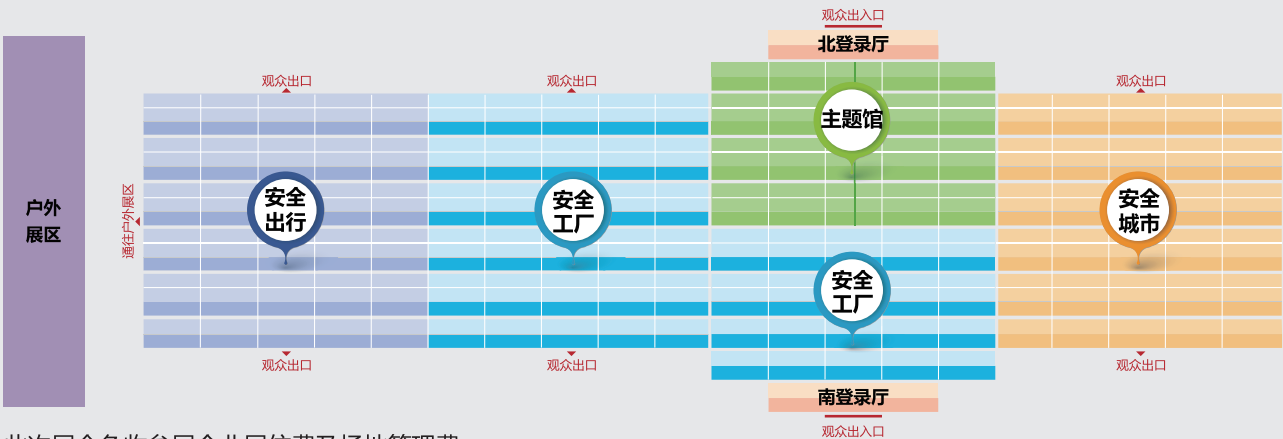 观众出入口
北登录厅
观众出口
观众出口
观众出口
主题馆
户外
展区
通往户外展区
安全
出行
安全
工厂
安全
城市
安全
工厂
观众出口
观众出口
观众出口
南登录厅
观众出入口